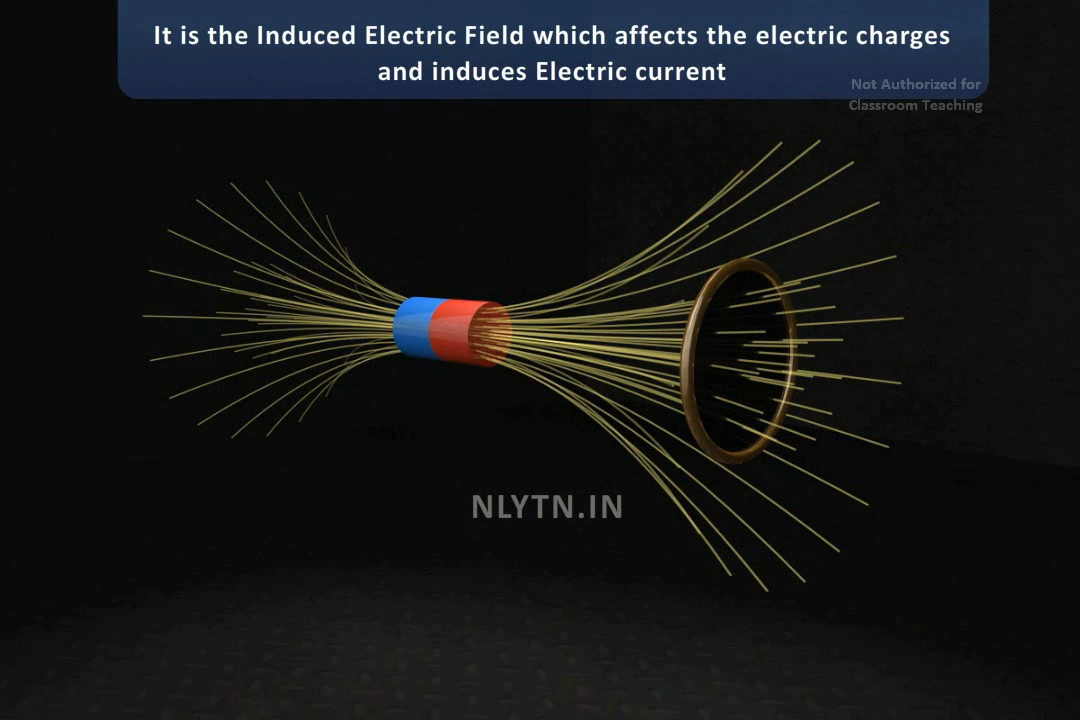 It is the Induced Electric Field which affects the electric charges
and induces Electric current
Not Authorized for
Classroom Teaching
NLYTN.IN